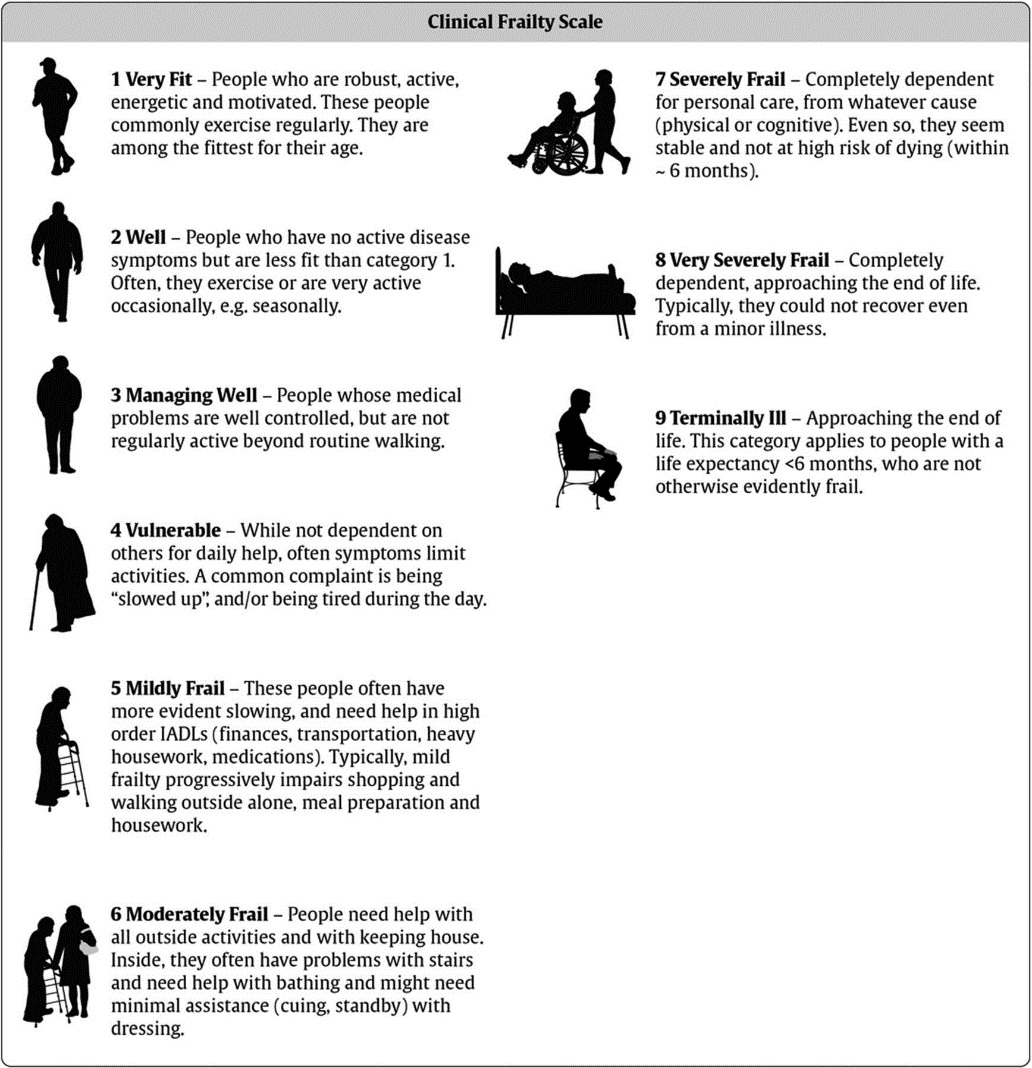 Clinical Frailty Scale
1 Very Fit – People who are robust, active,
energetic and motivated. These people
commonly exercise regularly. They are
among the fittest for their age.
2 Well – People who have no active disease
symptoms but are less fit than category 1.
Often, they exercise or are very active
occasionally, e.g. seasonally.
3 Managing Well – People whose medical
problems are well controlled, but are not
regularly active beyond routine walking.
4 Vulnerable – While not dependent on
others for daily help, often symptoms limit
activities. A common complaint is being
“slowed up”, and/or being tired during the day.
5 Mildly Frail – These people often have
more evident slowing, and need help in high
order IADLs (finances, transportation, heavy
housework, medications). Typically, mild
frailty progressively impairs shopping and
walking outside alone, meal preparation and
housework.
6 Moderately Frail – People need help with
all outside activities and with keeping house.
Inside, they often have problems with stairs
and need help with bathing and might need
minimal assistance (cuing, standby) with
dressing.
7 Severely Frail – Completely dependent
for personal care, from whatever cause
(physical or cognitive). Even so, they seem
stable and not at high risk of dying (within
~ 6 months).
8 Very Severely Frail – Completely
dependent, approaching the end of life.
Typically, they could not recover even
from a minor illness.
9 Terminally Ill – Approaching the end of
life. This category applies to people with a
life expectancy <6 months, who are not
otherwise evidently frail.